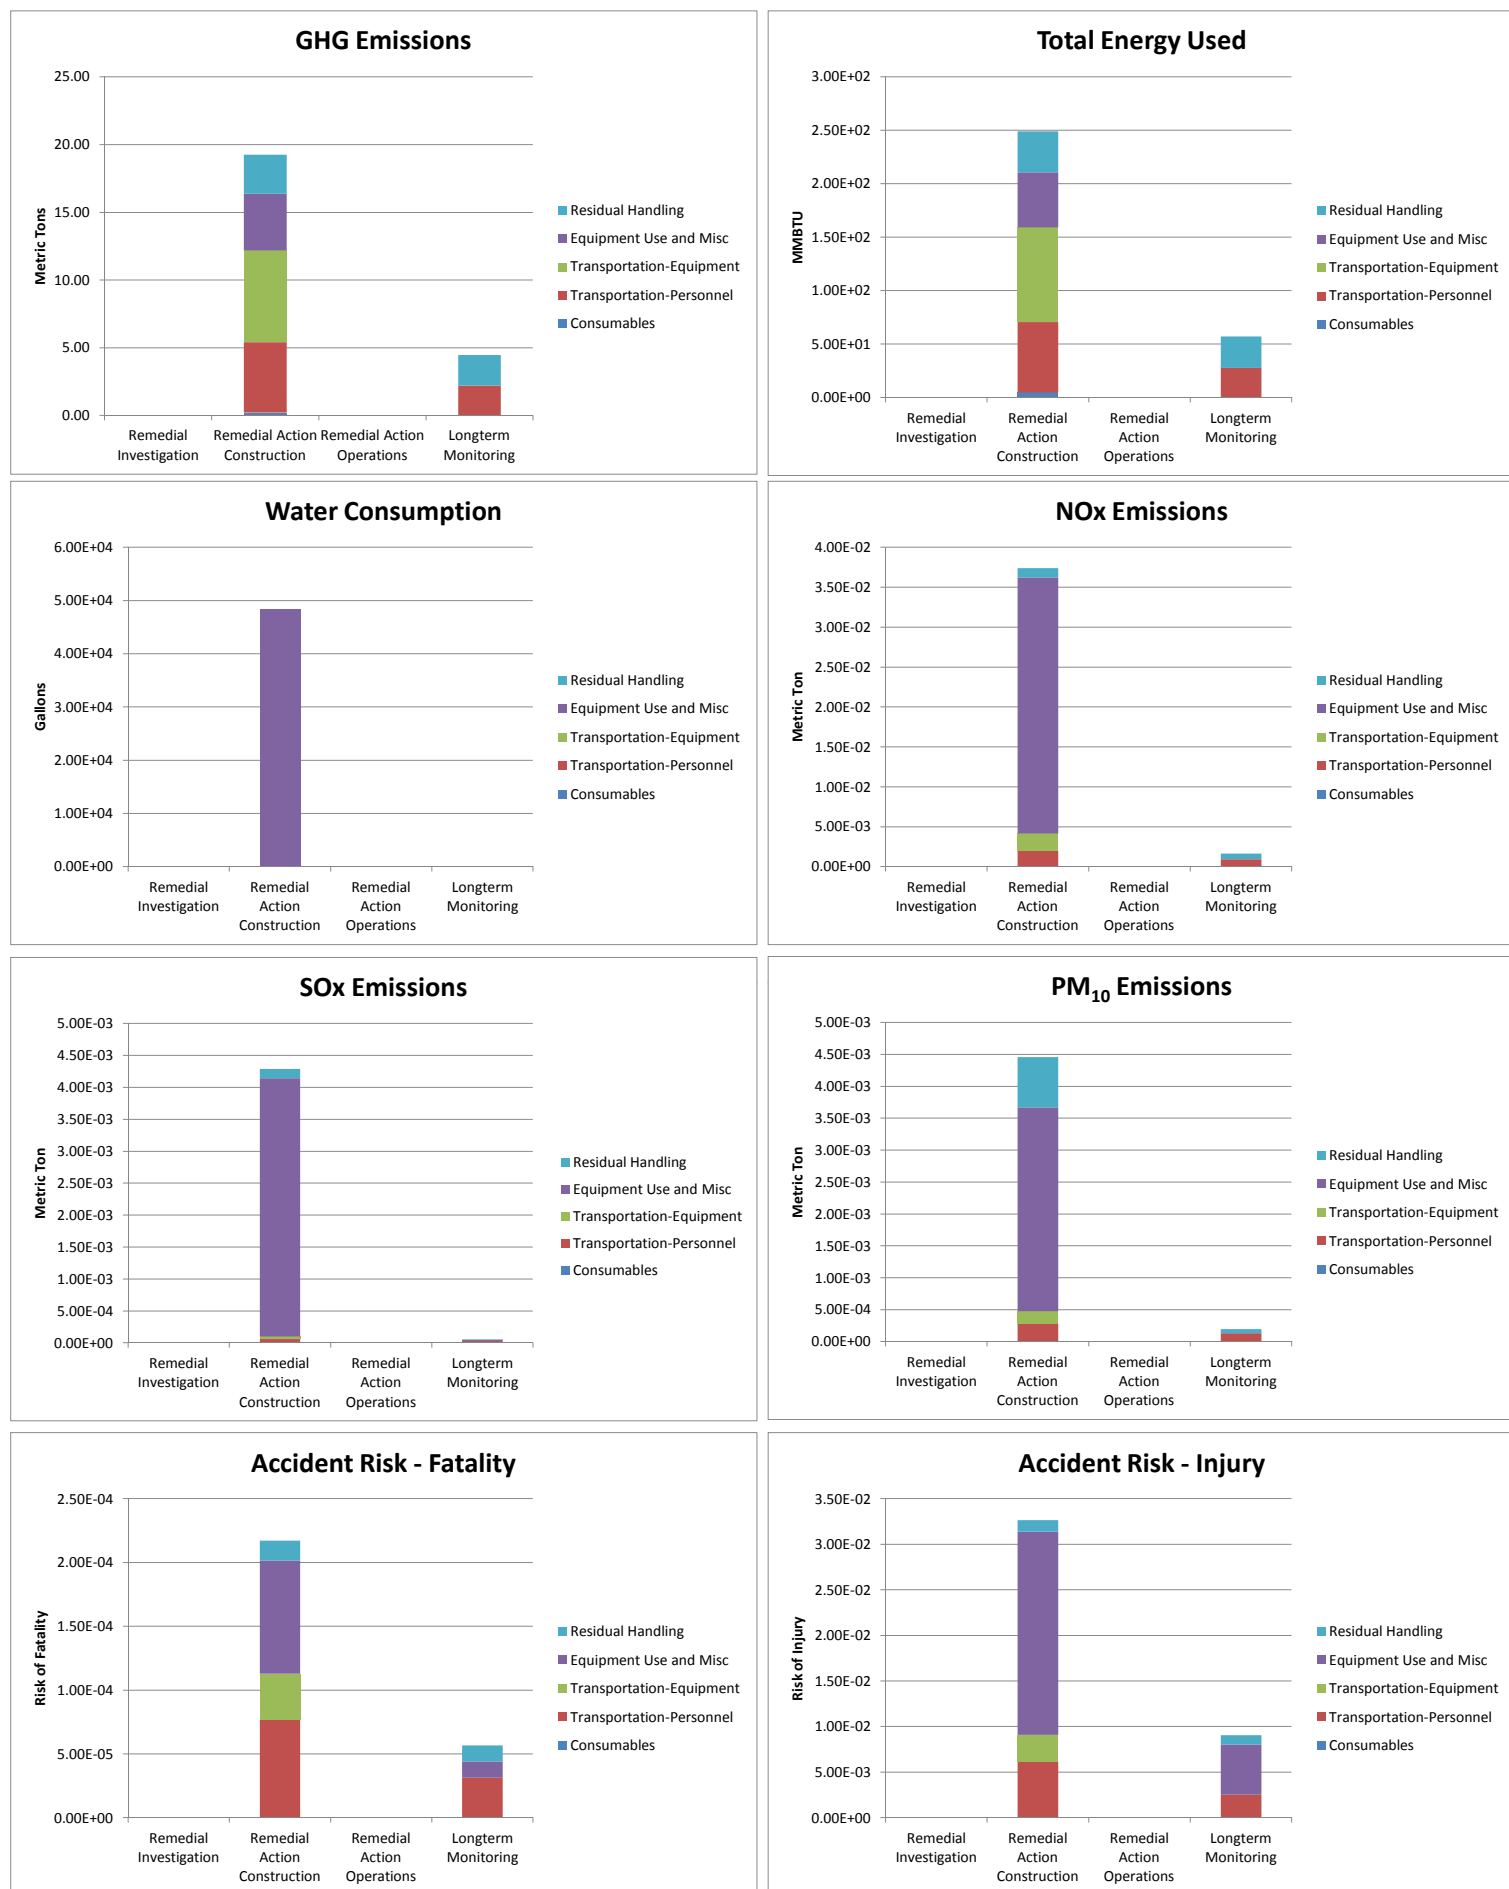 GHG Emissions
25.00
20.00
15.00
10.00
5.00
0.00
Metric Tons
Remedial Investigation
Remedial Action Construction
Remedial Action Operations
Longterm Monitoring
Residual Handling
Equipment Use and Misc
Transportation-Equipment
Transportation-Personnel
Consumables
Total Energy Used
3.00E+02
2.50E+02
2.00E+02
1.50E+02
1.00E+02
5.00E+01
0.00E+00
MMBTU
Remedial Investigation
Remedial Action Construction
Remedial Action Operations
Longterm Monitoring
Residual Handling
Equipment Use and Misc
Transportation-Equipment
Transportation-Personnel
Consumables
Water Consumption
6.00E+04
5.00E+04
4.00E+04
3.00E+04
2.00E+04
1.00E+04
0.00E+00
Gallons
Remedial Investigation
Remedial Action Construction
Remedial Action Operations
Longterm Monitoring
Residual Handling
Equipment Use and Misc
Transportation-Equipment
Transportation-Personnel
Consumables
NOx Emissions
4.00E-02
3.50E-02
3.00E-02
2.50E-02
2.00E-02
1.50E-02
1.00E-02
5.00E-03
0.00E+00
Metric Ton
Remedial Investigation
Remedial Action Construction
Remedial Action Operations
Longterm Monitoring
Residual Handling
Equipment Use and Misc
Transportation-Equipment
Transportation-Personnel
Consumables
SOx Emissions
5.00E-03
4.50E-03
4.00E-03
3.50E-03
3.00E-03
2.50E-03
2.00E-03
1.50E-03
1.00E-03
5.00E-04
0.00E+00
Metric Ton
Remedial Investigation
Remedial Action Construction
Remedial Action Operations
Longterm Monitoring
Residual Handling
Equipment Use and Misc
Transportation-Equipment
Transportation-Personnel
Consumables
PM10 Emissions
5.00E-03
4.50E-03
4.00E-03
3.50E-03
3.00E-03
2.50E-03
2.00E-03
1.50E-03
1.00E-03
5.00E-04
0.00E+00
Metric Ton
Remedial Investigation
Remedial Action Construction
Remedial Action Operations
Longterm Monitoring
Residual Handling
Equipment Use and Misc
Transportation-Equipment
Transportation-Personnel
Consumables
Accident Risk - Fatality
2.50E-04
2.00E-04
1.50E-04
1.00E-04
5.00E-05
0.00E+00
Risk of Fatality
Remedial Investigation
Remedial Action Construction
Remedial Action Operations
Longterm Monitoring
Residual Handling
Equipment Use and Misc
Transportation-Equipment
Transportation-Personnel
Consumables
Accident Risk - Injury
3.50E-02
3.00E-02
2.50E-02
2.00E-02
1.50E-02
1.00E-02
5.00E-03
0.00E+00
Risk of Injury
Remedial Investigation
Remedial Action Construction
Remedial Action Operations
Longterm Monitoring
Residual Handling
Equipment Use and Misc
Transportation-Equipment
Transportation-Personnel
Consumables